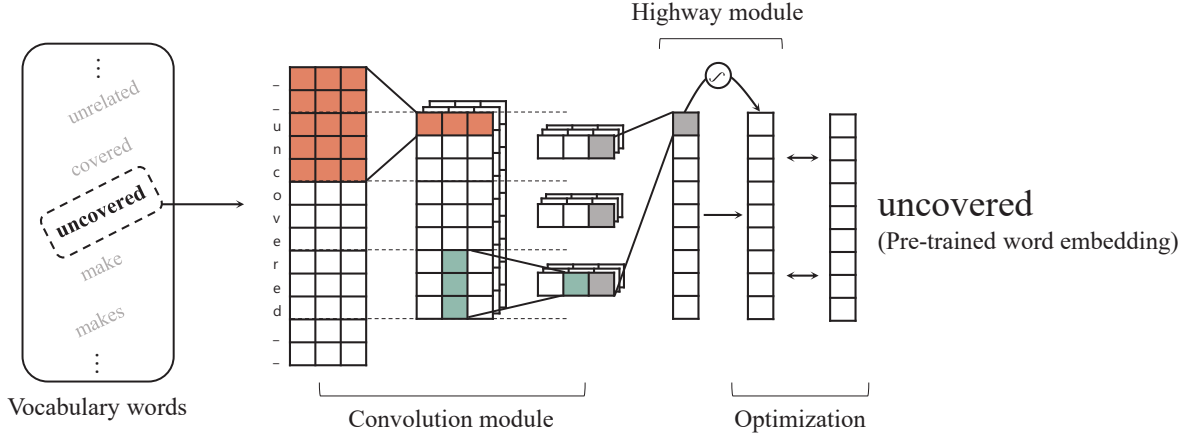 Highway module
⋮
unrelated
covered
uncovered
make
makes
⋮
Vocabulary words
_
_
u
n
c
o
v
e
r
e
d
_
_
Convolution module
Optimization
uncovered
(Pre-trained word embedding)